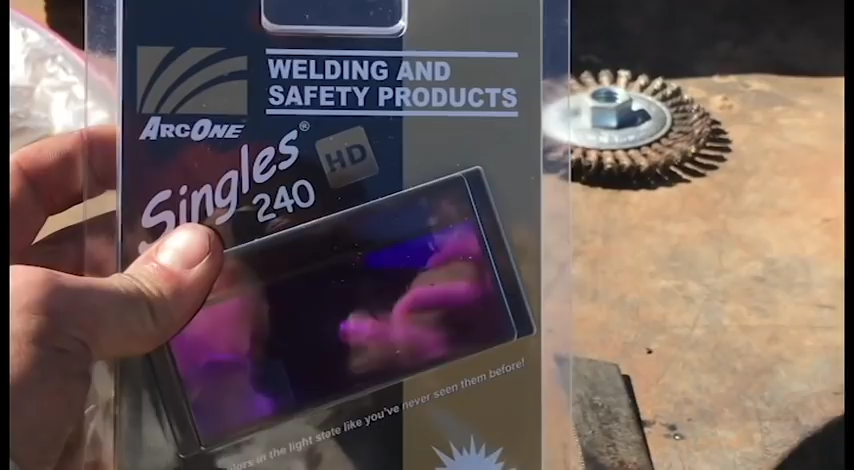 WELDING AND
SAFETY PRODUCTS
ARCONE
Singles®
HD
240
in the light state like you've never seen them before!